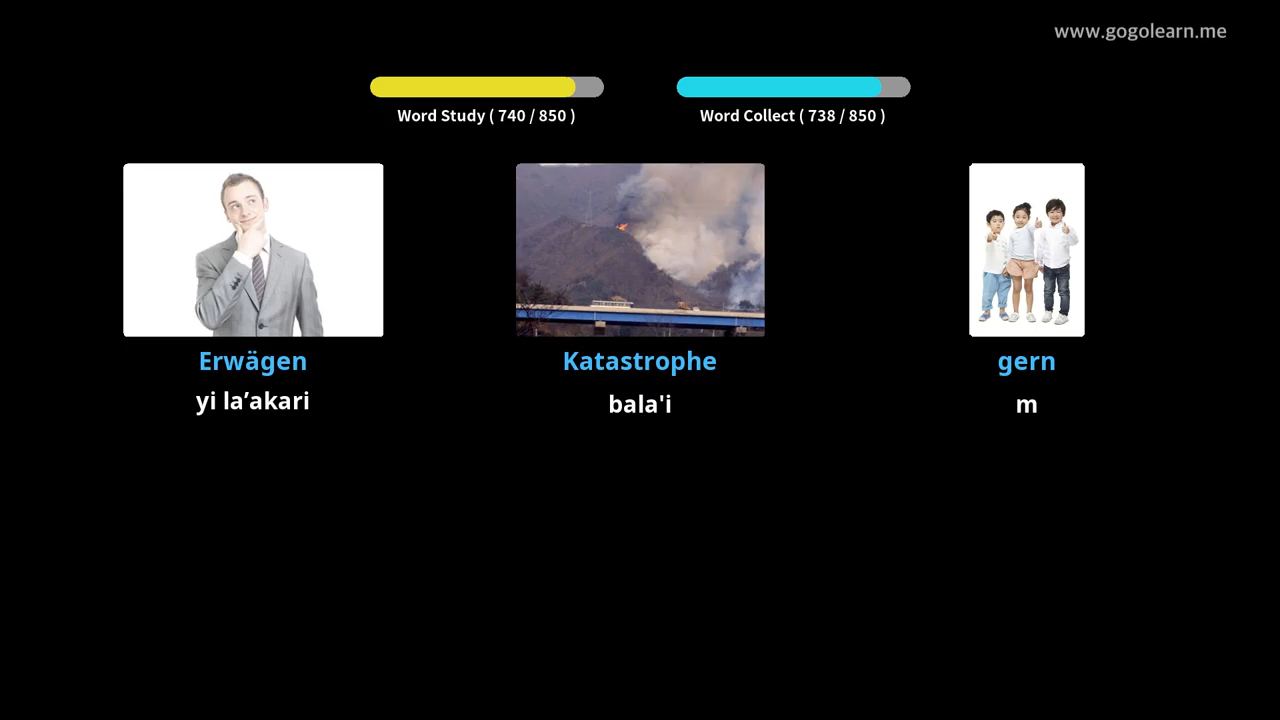 www.gogolearn.me
Word Study ( 740 / 850 )
Word Collect ( 738 / 850 )
Erwägen
Katastrophe
gern
yi la’akari
bala'i
m